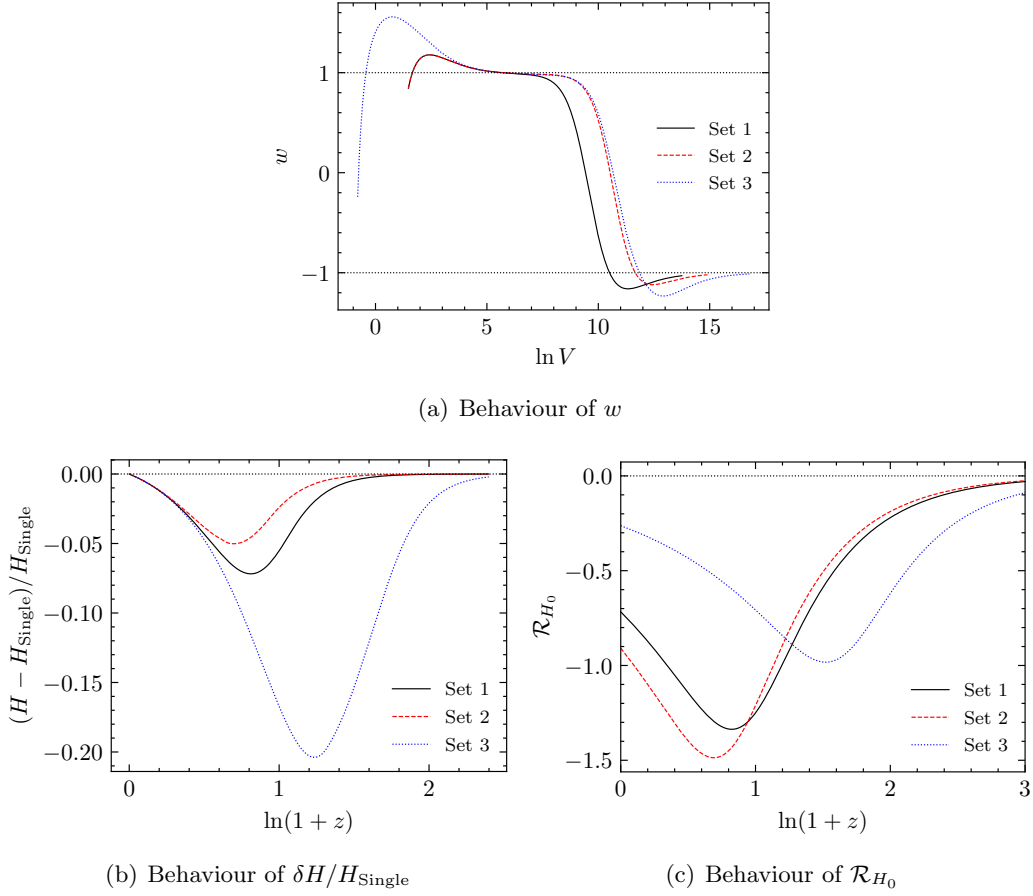 1
0
−1
w
0
5
10
15
ln V
Set 1
Set 2
Set 3
(a) Behaviour of w
0.00
−0.05
−0.10
−0.15
−0.20
(H − H_Single)/H_Single
0
1
2
ln(1 + z)
Set 1
Set 2
Set 3
(b) Behaviour of δH/H_Single
0.0
−0.5
−1.0
−1.5
ℛ_H₀
0
1
2
3
ln(1 + z)
Set 1
Set 2
Set 3
(c) Behaviour of ℛ_H₀